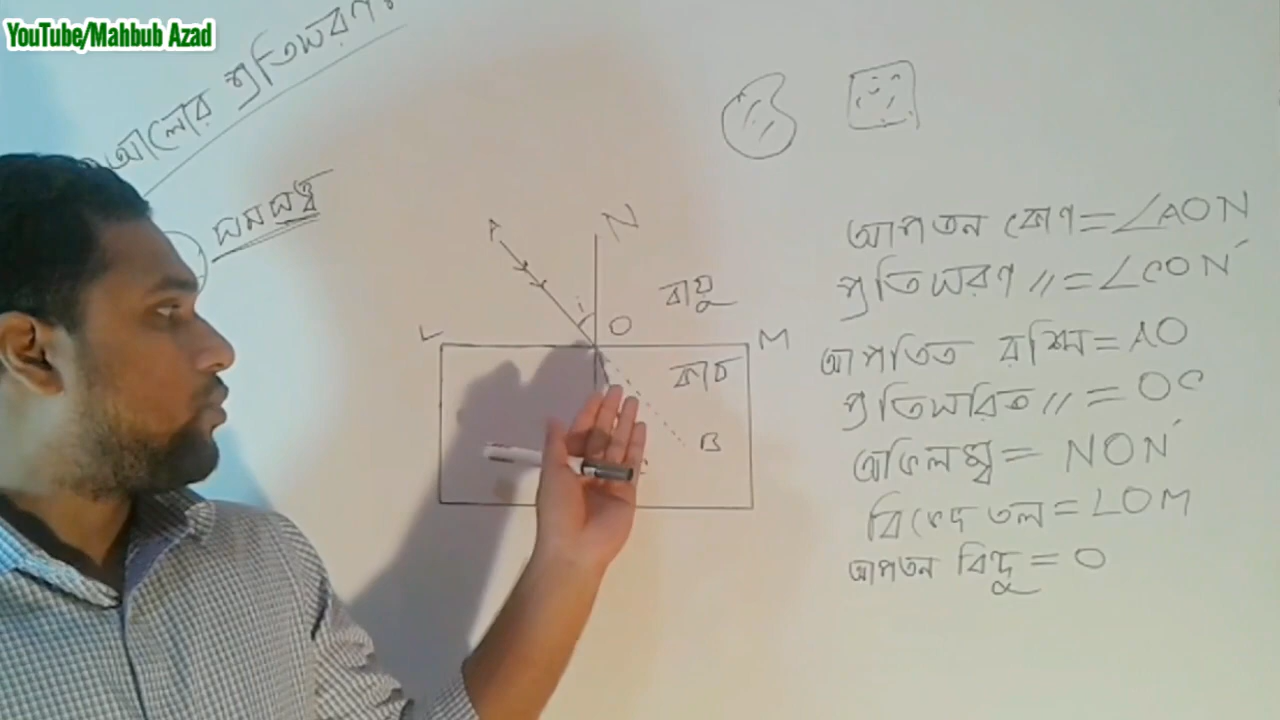 YouTube/Mahbub Azad
আলোর প্রতিসরণ:
ঘনমত্ব
A
N
i
O
বায়ু
L
M
কাচ
B
C
আপতন কোণ = ∠AON
প্রতিসরণ // = ∠CON′
আপতিত রশ্মি = AO
প্রতিসরিত // = OC
অভিলম্ব = NON′
বিভেদ তল = LOM
আপতন বিন্দু = O